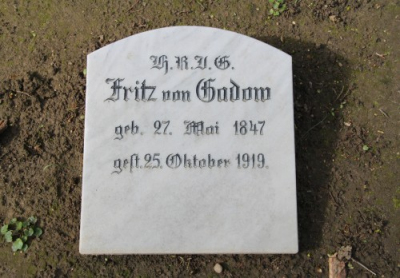 H.R.I.G.
Fritz von Gadow
geb. 27. Mai 1847
gest. 25. Oktober 1919.